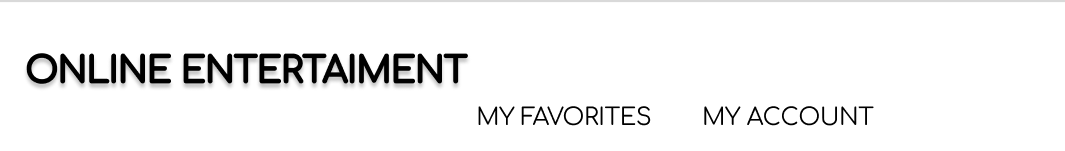 ONLINE ENTERTAIMENT
MY FAVORITES MY ACCOUNT